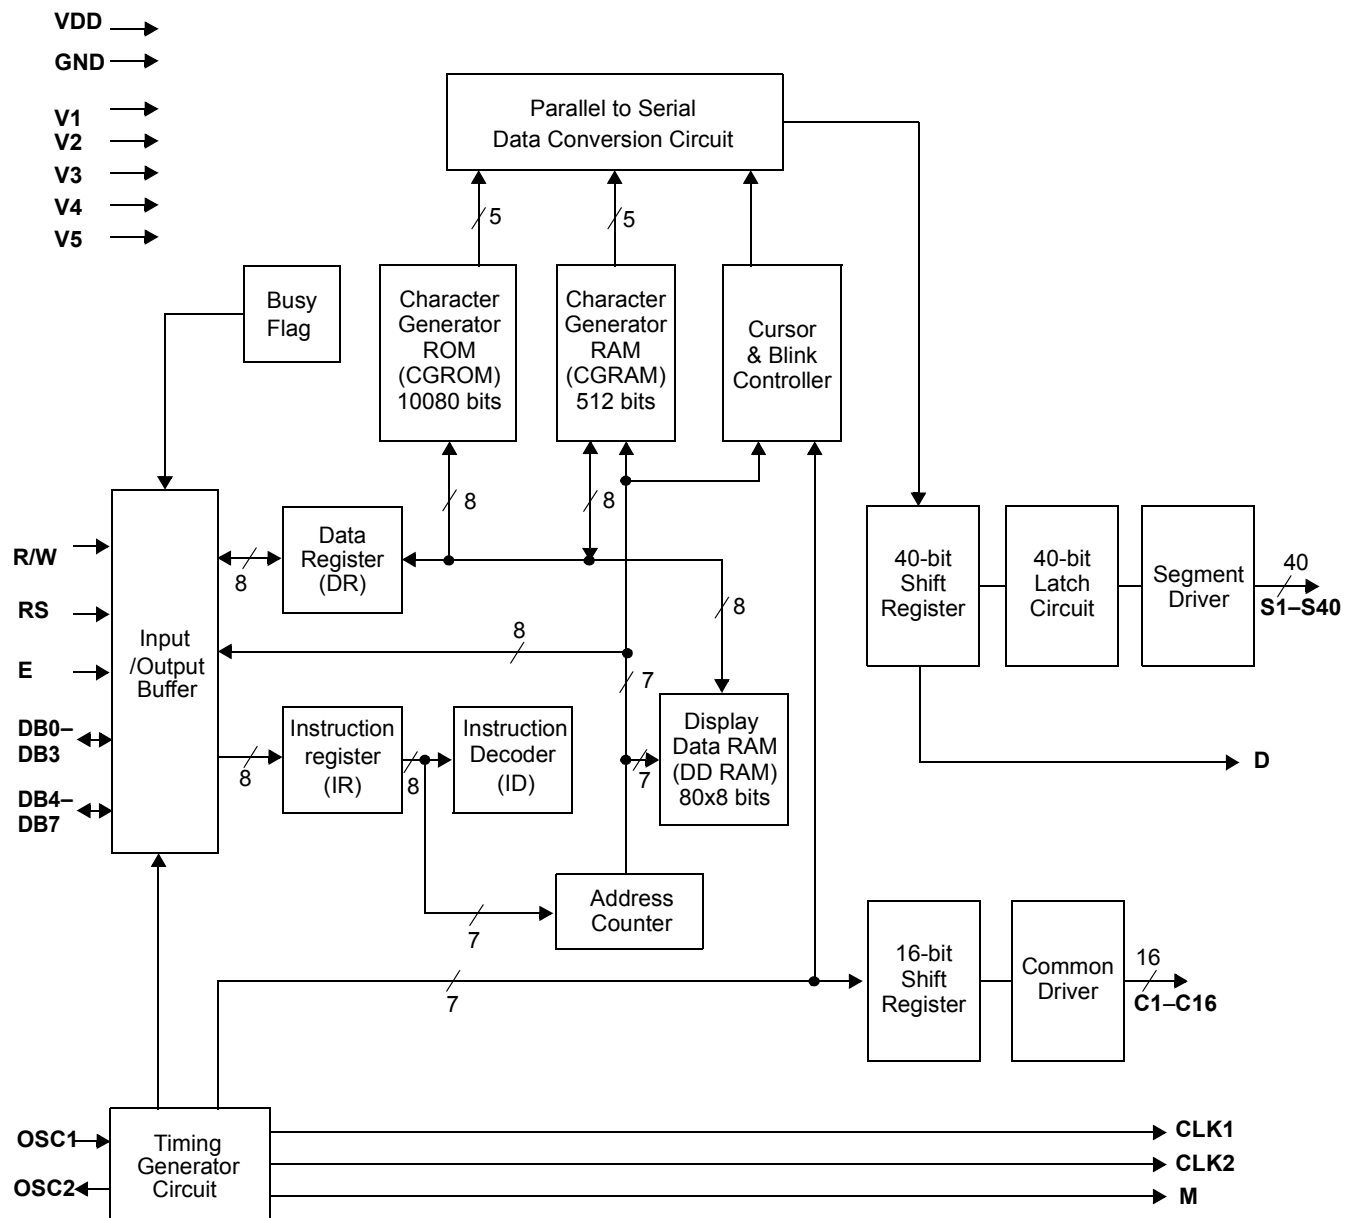 VDD
GND
V1
V2
V3
V4
V5
Parallel to Serial
Data Conversion Circuit
5
5
Busy
Flag
Character
Generator
ROM
(CGROM)
10080 bits
Character
Generator
RAM
(CGRAM)
512 bits
Cursor
& Blink
Controller
8
8
R/W
RS
E
DB0–
DB3
DB4–
DB7
Input
/Output
Buffer
8
Data
Register
(DR)
8
8
7
40-bit
Shift
Register
40-bit
Latch
Circuit
Segment
Driver
40
S1–S40
8
Instruction
register
(IR)
8
Instruction
Decoder
(ID)
7
Display
Data RAM
(DD RAM)
80x8 bits
D
7
Address
Counter
7
16-bit
Shift
Register
Common
Driver
16
C1–C16
OSC1
OSC2
Timing
Generator
Circuit
CLK1
CLK2
M